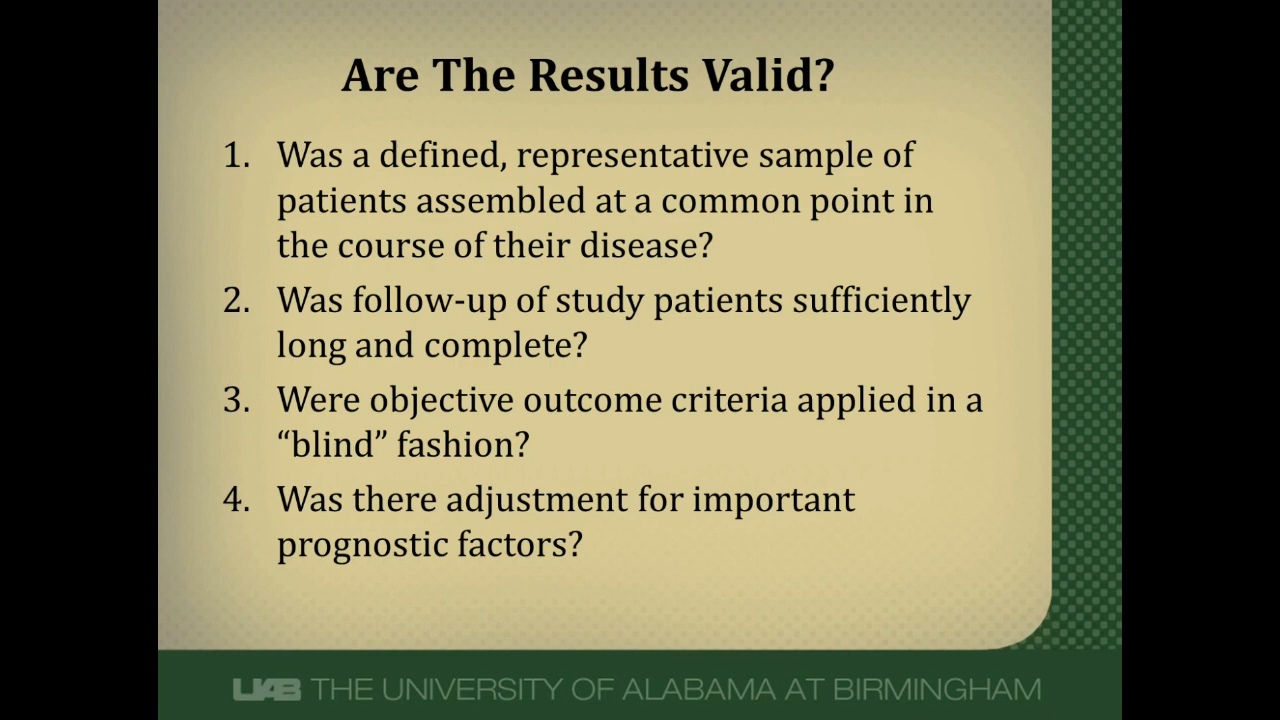 Are The Results Valid?
1. Was a defined, representative sample of
patients assembled at a common point in
the course of their disease?
2. Was follow-up of study patients sufficiently
long and complete?
3. Were objective outcome criteria applied in a
“blind” fashion?
4. Was there adjustment for important
prognostic factors?
UAB THE UNIVERSITY OF ALABAMA AT BIRMINGHAM